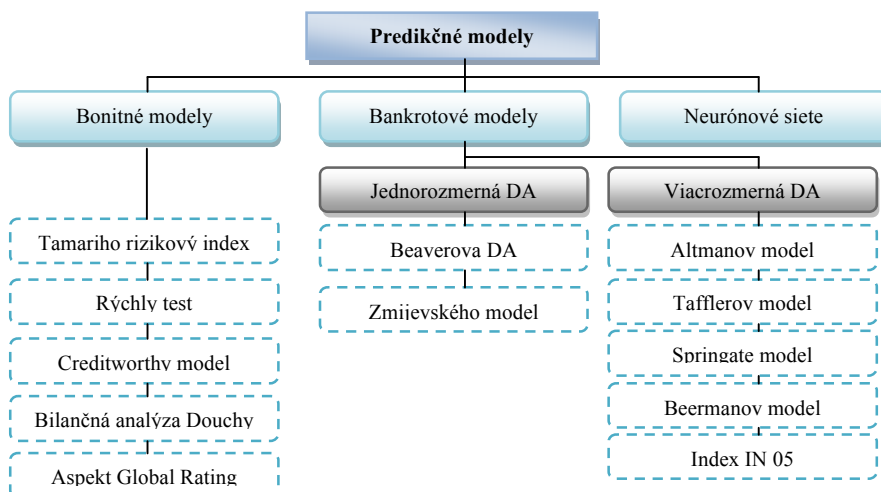 Predikčné modely
Bonitné modely
Bankrotové modely
Neurónové siete
Jednorozmerná DA
Viacrozmerná DA
Tamariho rizikový index
Rýchly test
Creditworthy model
Bilančná analýza Douchy
Aspekt Global Rating
Beaverova DA
Zmijevského model
Altmanov model
Tafflerov model
Springate model
Beermanov model
Index IN 05